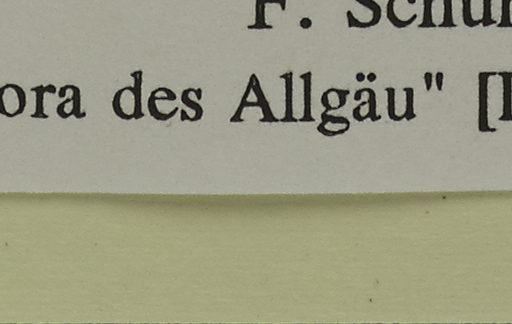 F. Schu
ora des Allgäu" [